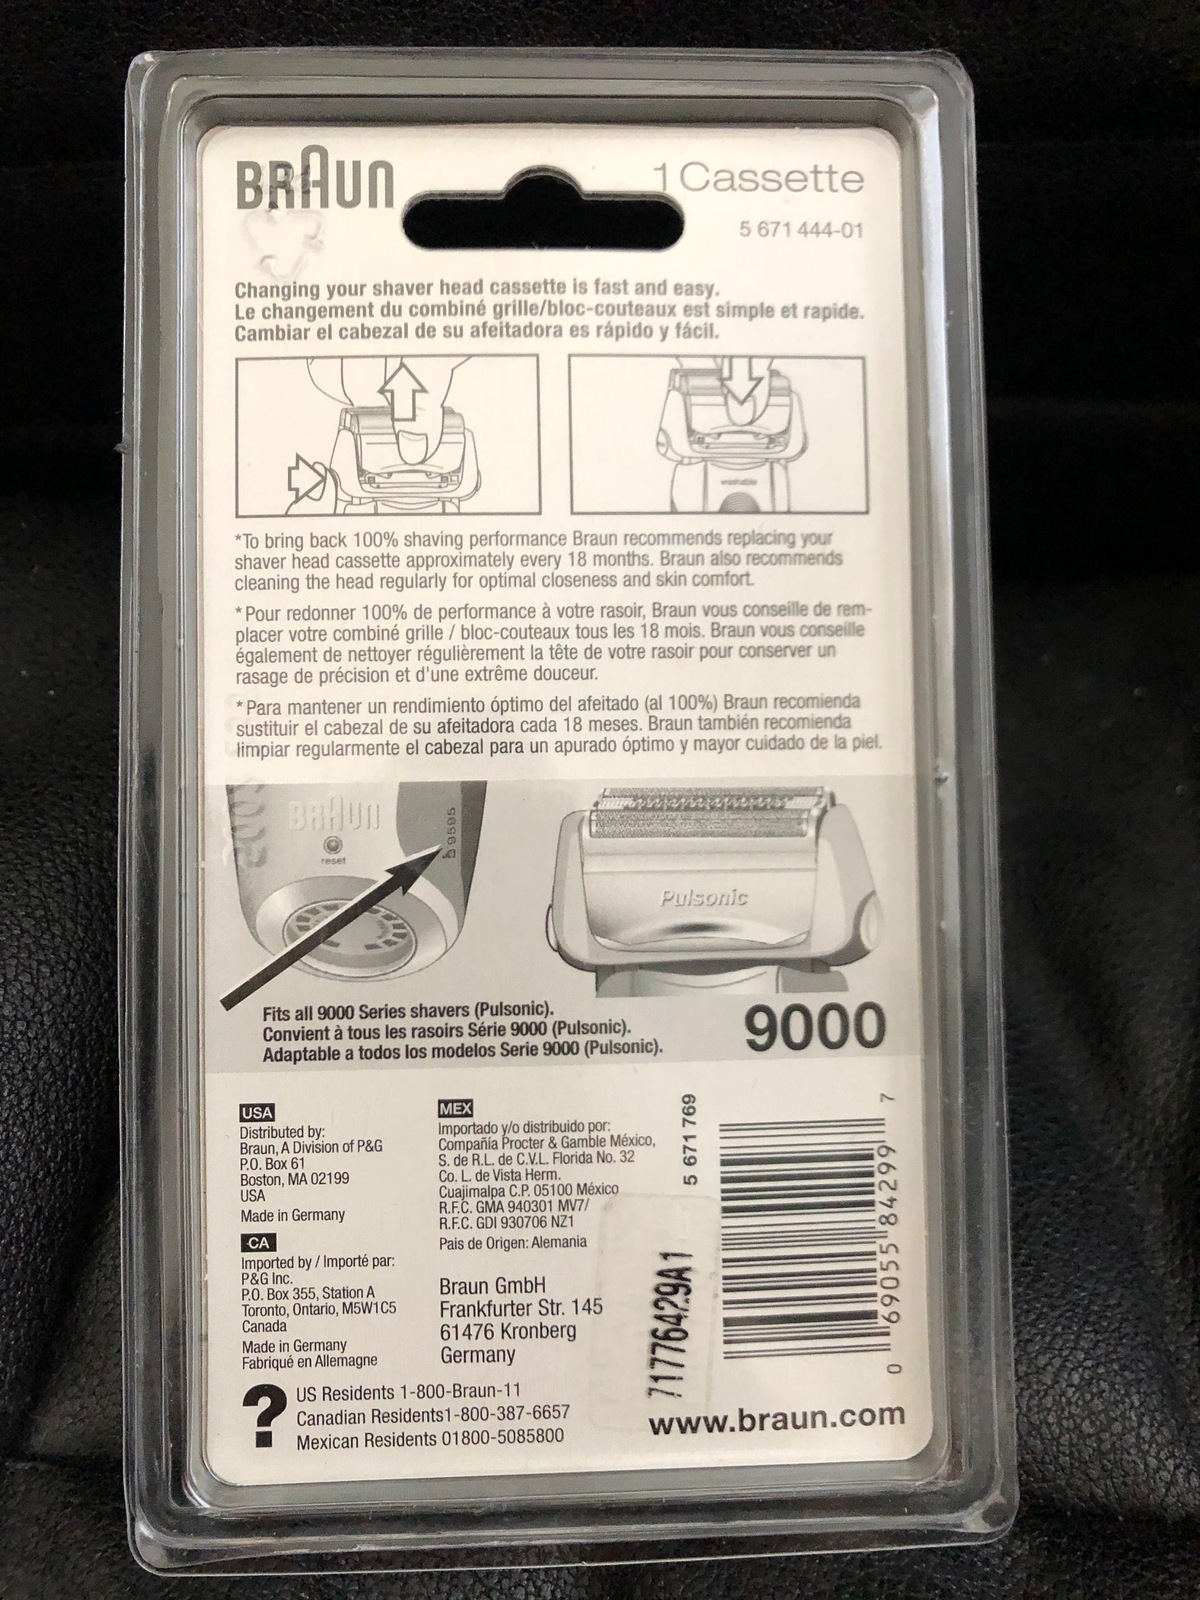 BRAUN
1 Cassette
5 671 444-01
Changing your shaver head cassette is fast and easy.
Le changement du combiné grille/bloc-couteaux est simple et rapide.
Cambiar el cabezal de su afeitadora es rápido y fácil.
washable
*To bring back 100% shaving performance Braun recommends replacing your
shaver head cassette approximately every 18 months. Braun also recommends
cleaning the head regularly for optimal closeness and skin comfort.
*Pour redonner 100% de performance à votre rasoir, Braun vous conseille de rem-
placer votre combiné grille / bloc-couteaux tous les 18 mois. Braun vous conseille
également de nettoyer régulièrement la tête de votre rasoir pour conserver un
rasage de précision et d'une extrême douceur.
*Para mantener un rendimiento óptimo del afeitado (al 100%) Braun recomienda
sustituir el cabezal de su afeitadora cada 18 meses. Braun también recomienda
limpiar regularmente el cabezal para un apurado óptimo y mayor cuidado de la piel.
BRAUN
reset
9595
Pulsonic
Fits all 9000 Series shavers (Pulsonic).
Convient à tous les rasoirs Série 9000 (Pulsonic).
Adaptable a todos los modelos Serie 9000 (Pulsonic).
9000
USA
Distributed by:
Braun, A Division of P&G
P.O. Box 61
Boston, MA 02199
USA
Made in Germany
CA
Imported by / Importé par:
P&G Inc.
P.O. Box 355, Station A
Toronto, Ontario, M5W1C5
Canada
Made in Germany
Fabriqué en Allemagne
MEX
Importado y/o distribuido por:
Compañía Procter & Gamble México,
S. de R.L. de C.V.L. Florida No. 32
Co. L. de Vista Herm.
Cuajimalpa C.P. 05100 México
R.F.C. GMA 940301 MV7/
R.F.C. GDI 930706 NZ1
Pais de Origen: Alemania
Braun GmbH
Frankfurter Str. 145
61476 Kronberg
Germany
5 671 769
71776429A1
0 69055 84299 7
?
US Residents 1-800-Braun-11
Canadian Residents1-800-387-6657
Mexican Residents 01800-5085800
www.braun.com